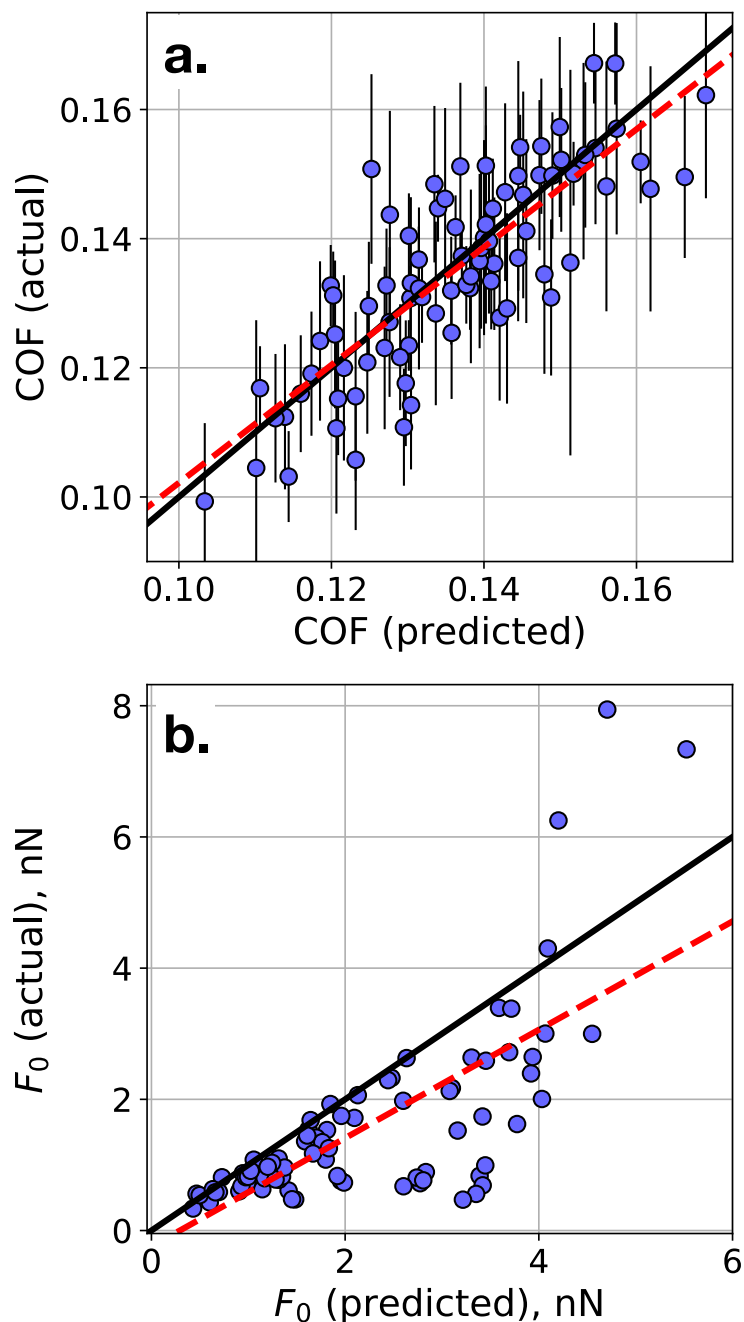 a.
0.16
0.14
0.12
0.10
COF (actual)
0.10 0.12 0.14 0.16
COF (predicted)
b.
8
6
4
2
0
F₀ (actual), nN
0 2 4 6
F₀ (predicted), nN